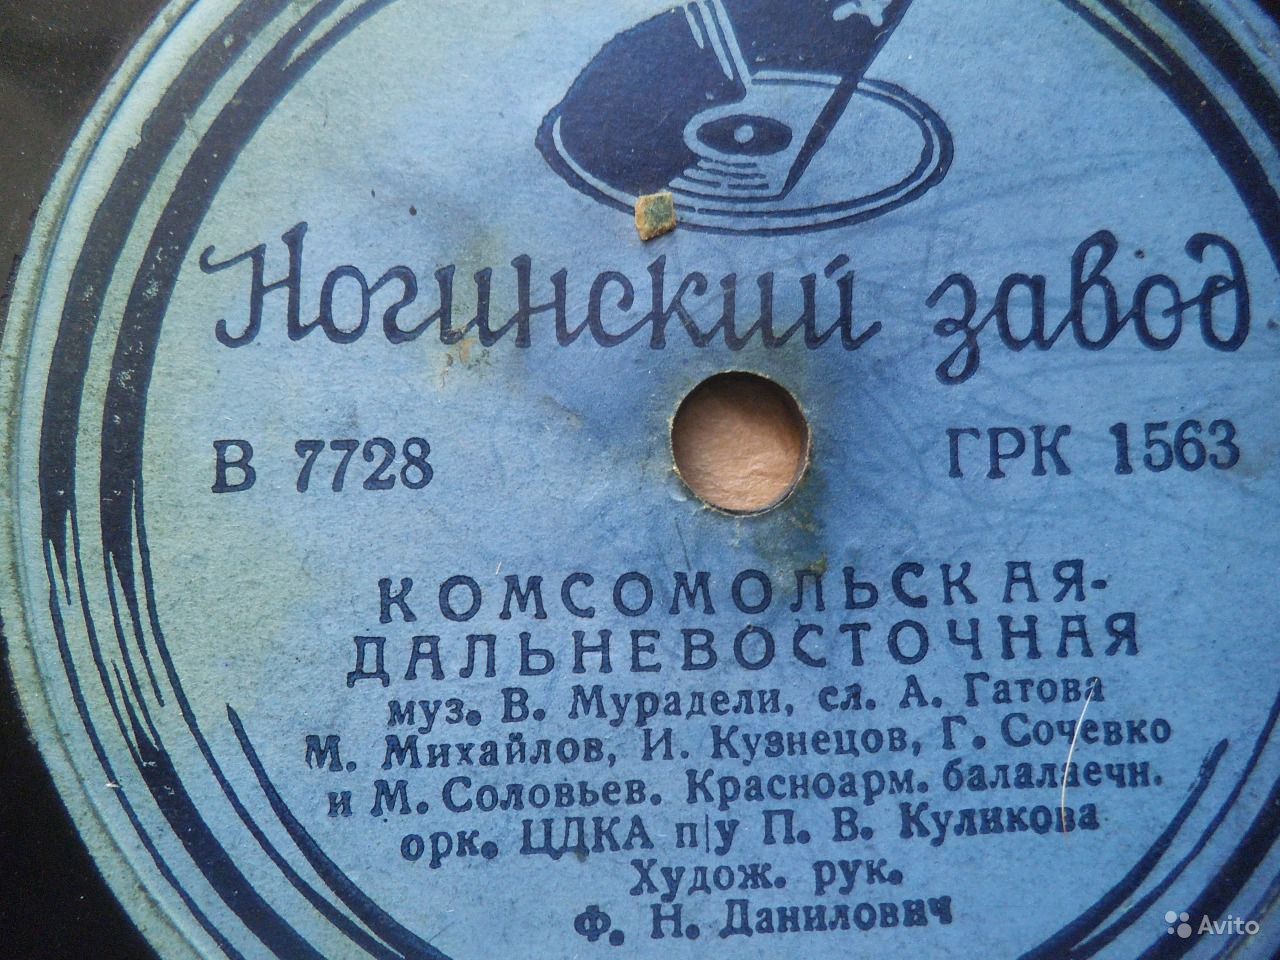 Ногинский завод
В 7728 ГРК 1563
КОМСОМОЛЬСКАЯ-
ДАЛЬНЕВОСТОЧНАЯ
муз. В. Мурадели, сл. А. Гатова
М. Михайлов, И. Кузнецов, Г. Сочевко
и М. Соловьев. Красноарм. балалаечн.
орк. ЦДКА п/у П. В. Куликова
Худож. рук.
Ф. Н. Данилович
Avito